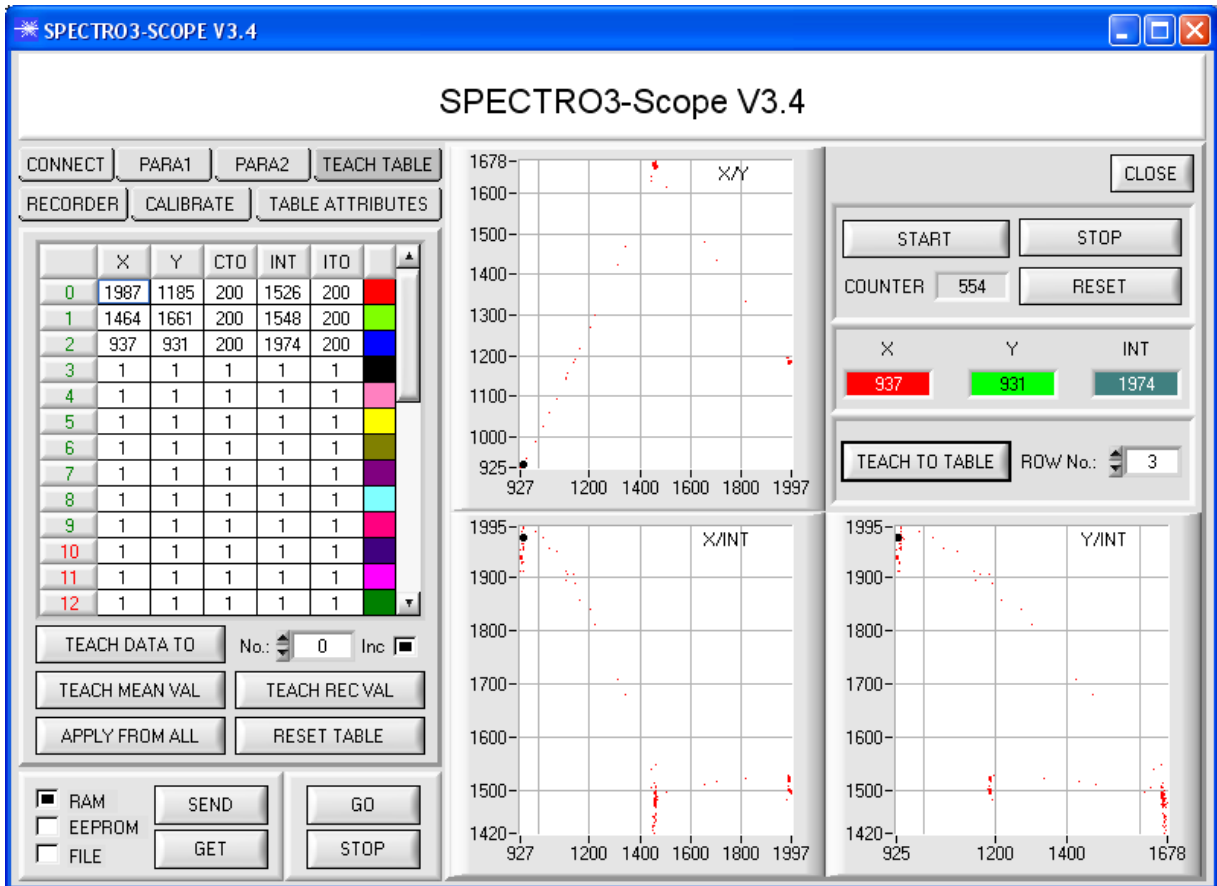 SPECTRO3-SCOPE V3.4
SPECTRO3-Scope V3.4
CONNECT PARA1 PARA2 TEACH TABLE
RECORDER CALIBRATE TABLE ATTRIBUTES
X Y CTO INT ITO
0 1987 1185 200 1526 200
1 1464 1661 200 1548 200
2 937 931 200 1974 200
3 1 1 1 1 1
4 1 1 1 1 1
5 1 1 1 1 1
6 1 1 1 1 1
7 1 1 1 1 1
8 1 1 1 1 1
9 1 1 1 1 1
10 1 1 1 1 1
11 1 1 1 1 1
12 1 1 1 1 1
TEACH DATA TO No.: 0 Inc
TEACH MEAN VAL TEACH REC VAL
APPLY FROM ALL RESET TABLE
RAM
EEPROM
FILE
SEND
GET
GO
STOP
X/Y
1678
1600
1500
1400
1300
1200
1100
1000
925
927 1200 1400 1600 1800 1997
CLOSE
START STOP
COUNTER 554 RESET
X Y INT
937 931 1974
TEACH TO TABLE ROW No.: 3
X/INT
1995
1900
1800
1700
1600
1500
1420
927 1200 1400 1600 1800 1997
Y/INT
1995
1900
1800
1700
1600
1500
1420
925 1200 1400 1678